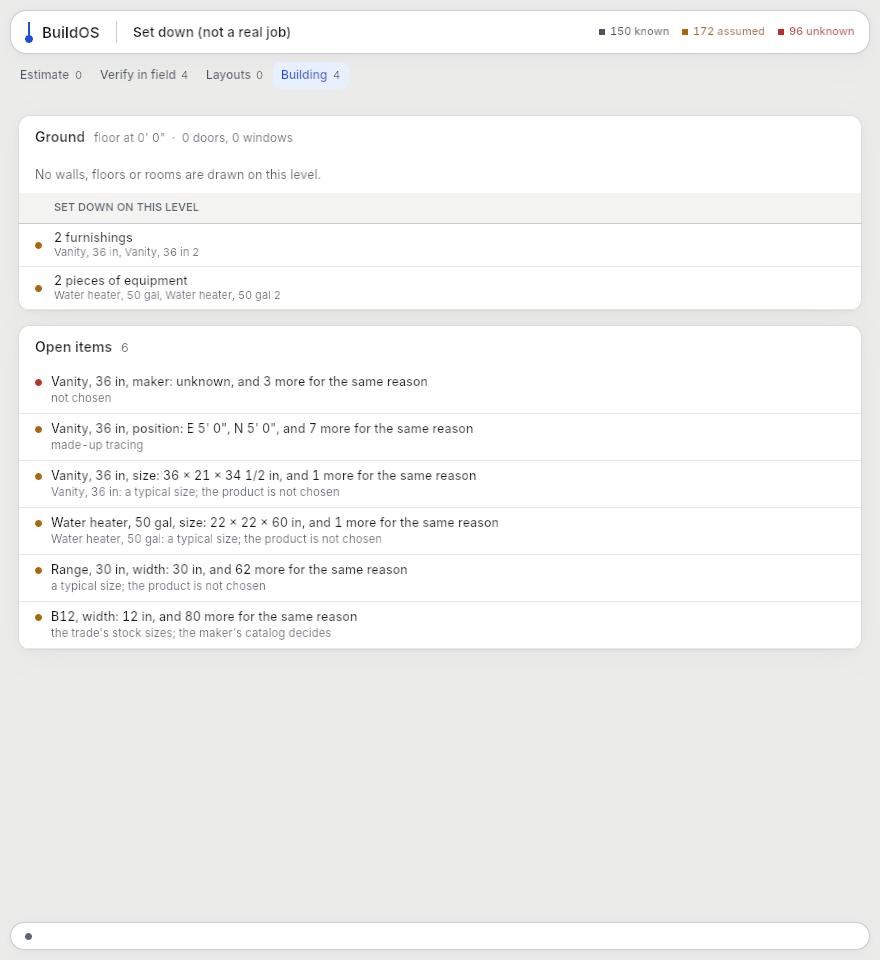 BuildOS
Set down (not a real job)
150 known
172 assumed
96 unknown
Estimate 0
Verify in field 4
Layouts 0
Building 4
Ground floor at 0' 0" · 0 doors, 0 windows
No walls, floors or rooms are drawn on this level.
SET DOWN ON THIS LEVEL
2 furnishings
Vanity, 36 in, Vanity, 36 in 2
2 pieces of equipment
Water heater, 50 gal, Water heater, 50 gal 2
Open items 6
Vanity, 36 in, maker: unknown, and 3 more for the same reason
not chosen
Vanity, 36 in, position: E 5' 0", N 5' 0", and 7 more for the same reason
made-up tracing
Vanity, 36 in, size: 36 × 21 × 34 1/2 in, and 1 more for the same reason
Vanity, 36 in: a typical size; the product is not chosen
Water heater, 50 gal, size: 22 × 22 × 60 in, and 1 more for the same reason
Water heater, 50 gal: a typical size; the product is not chosen
Range, 30 in, width: 30 in, and 62 more for the same reason
a typical size; the product is not chosen
B12, width: 12 in, and 80 more for the same reason
the trade's stock sizes; the maker's catalog decides